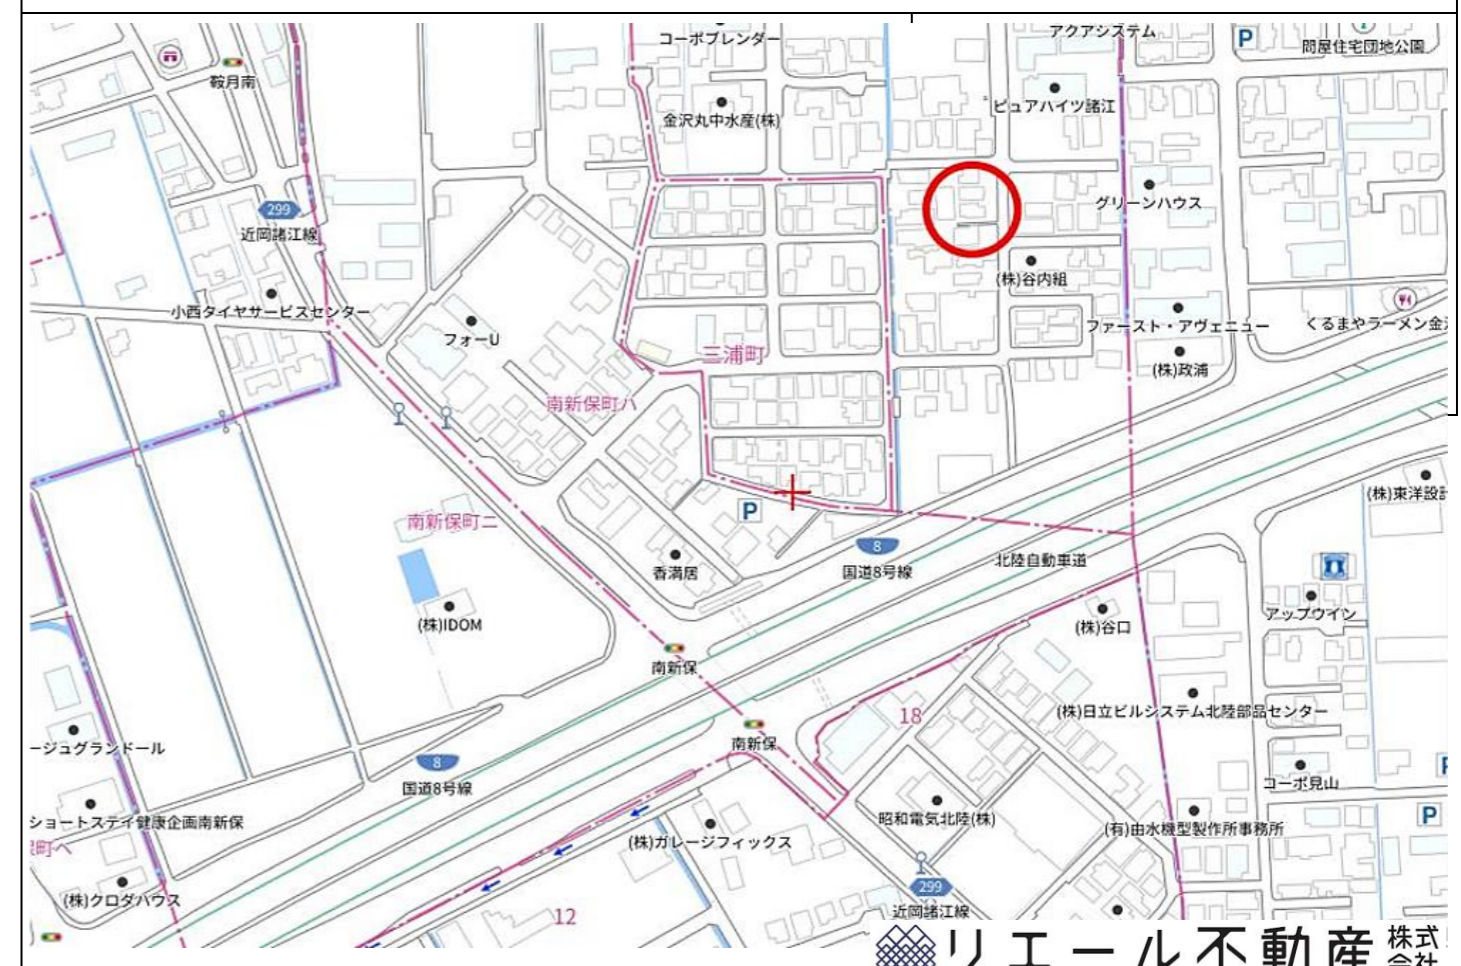 コーポブレンダー
アクアシステム
P
問屋住宅団地公園
鞍月南
金沢丸中水産(株)
ピュアハイツ諸江
グリーンハウス
299
近岡諸江線
(株)谷内組
小西タイヤサービスセンター
フォーU
ファースト・アヴェニュー
くるまやラーメン金
三浦町
(株)政浦
南新保町ハ
(株)東洋設
P
南新保町ニ
8
国道8号線
北陸自動車道
香満居
アップウイン
(株)IDOM
(株)谷口
南新保
18
(株)日立ビルシステム北陸部品センター
南新保
ージュグランドール
8
国道8号線
コーポ見山
P
昭和電気北陸(株)
(有)由水機型製作所事務所
ショートステイ健康企画南新保
(株)ガレージフィックス
町へ
299
(株)クロダハウス
近岡諸江線
12
リエール不動産 株式会社